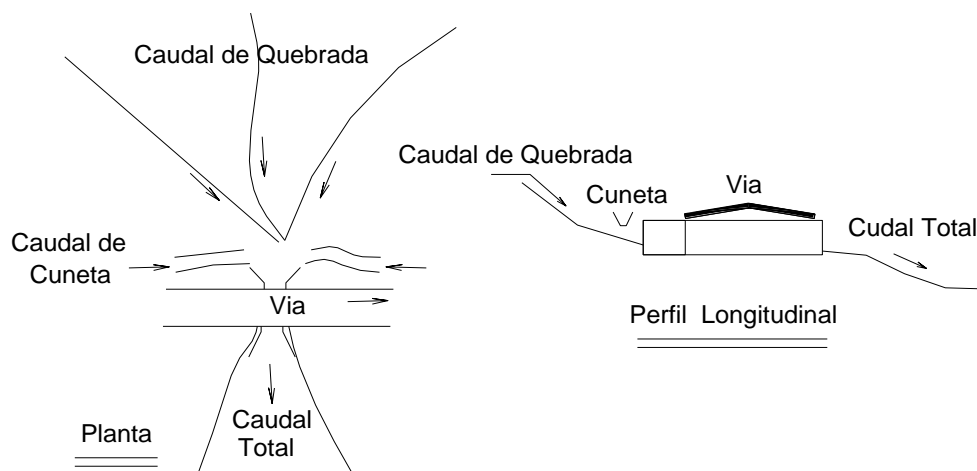 Caudal de Quebrada
Caudal de
Cuneta
Via
Caudal
Total
Planta
Caudal de Quebrada
Cuneta
Via
Cudal Total
Perfil Longitudinal